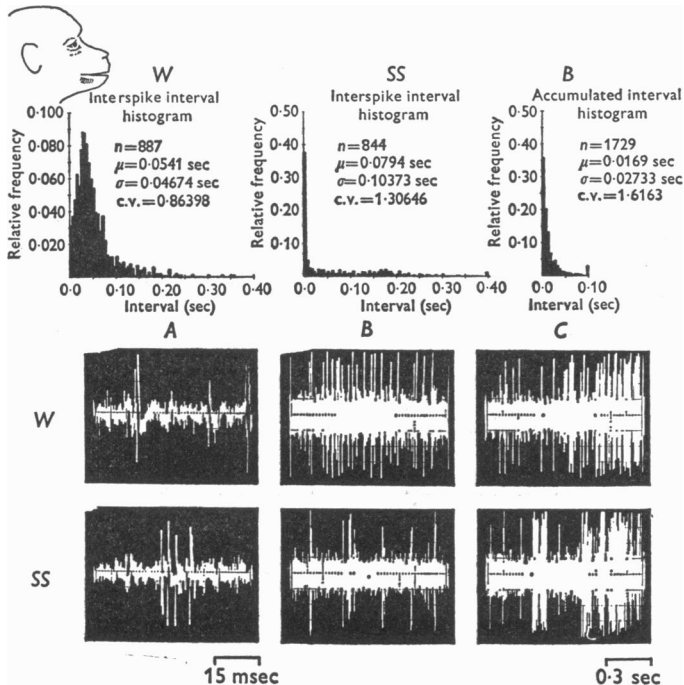 W
Interspike interval
histogram
0·100
0·080
0·060
0·040
0·020
Relative frequency
n=887
μ=0·0541 sec
σ=0·04674 sec
c.v.=0·86398
0·0 0·10 0·20 0·30 0·40
Interval (sec)
SS
Interspike interval
histogram
0·50
0·40
0·30
0·20
0·10
Relative frequency
n=844
μ=0·0794 sec
σ=0·10373 sec
c.v.=1·30646
0·0 0·10 0·20 0·30 0·40
Interval (sec)
B
Accumulated interval
histogram
0·50
0·40
0·30
0·20
0·10
Relative frequency
n=1729
μ=0·0169 sec
σ=0·02733 sec
c.v.=1·6163
0·0 0·10
Interval (sec)
A B C
W
SS
15 msec
0·3 sec